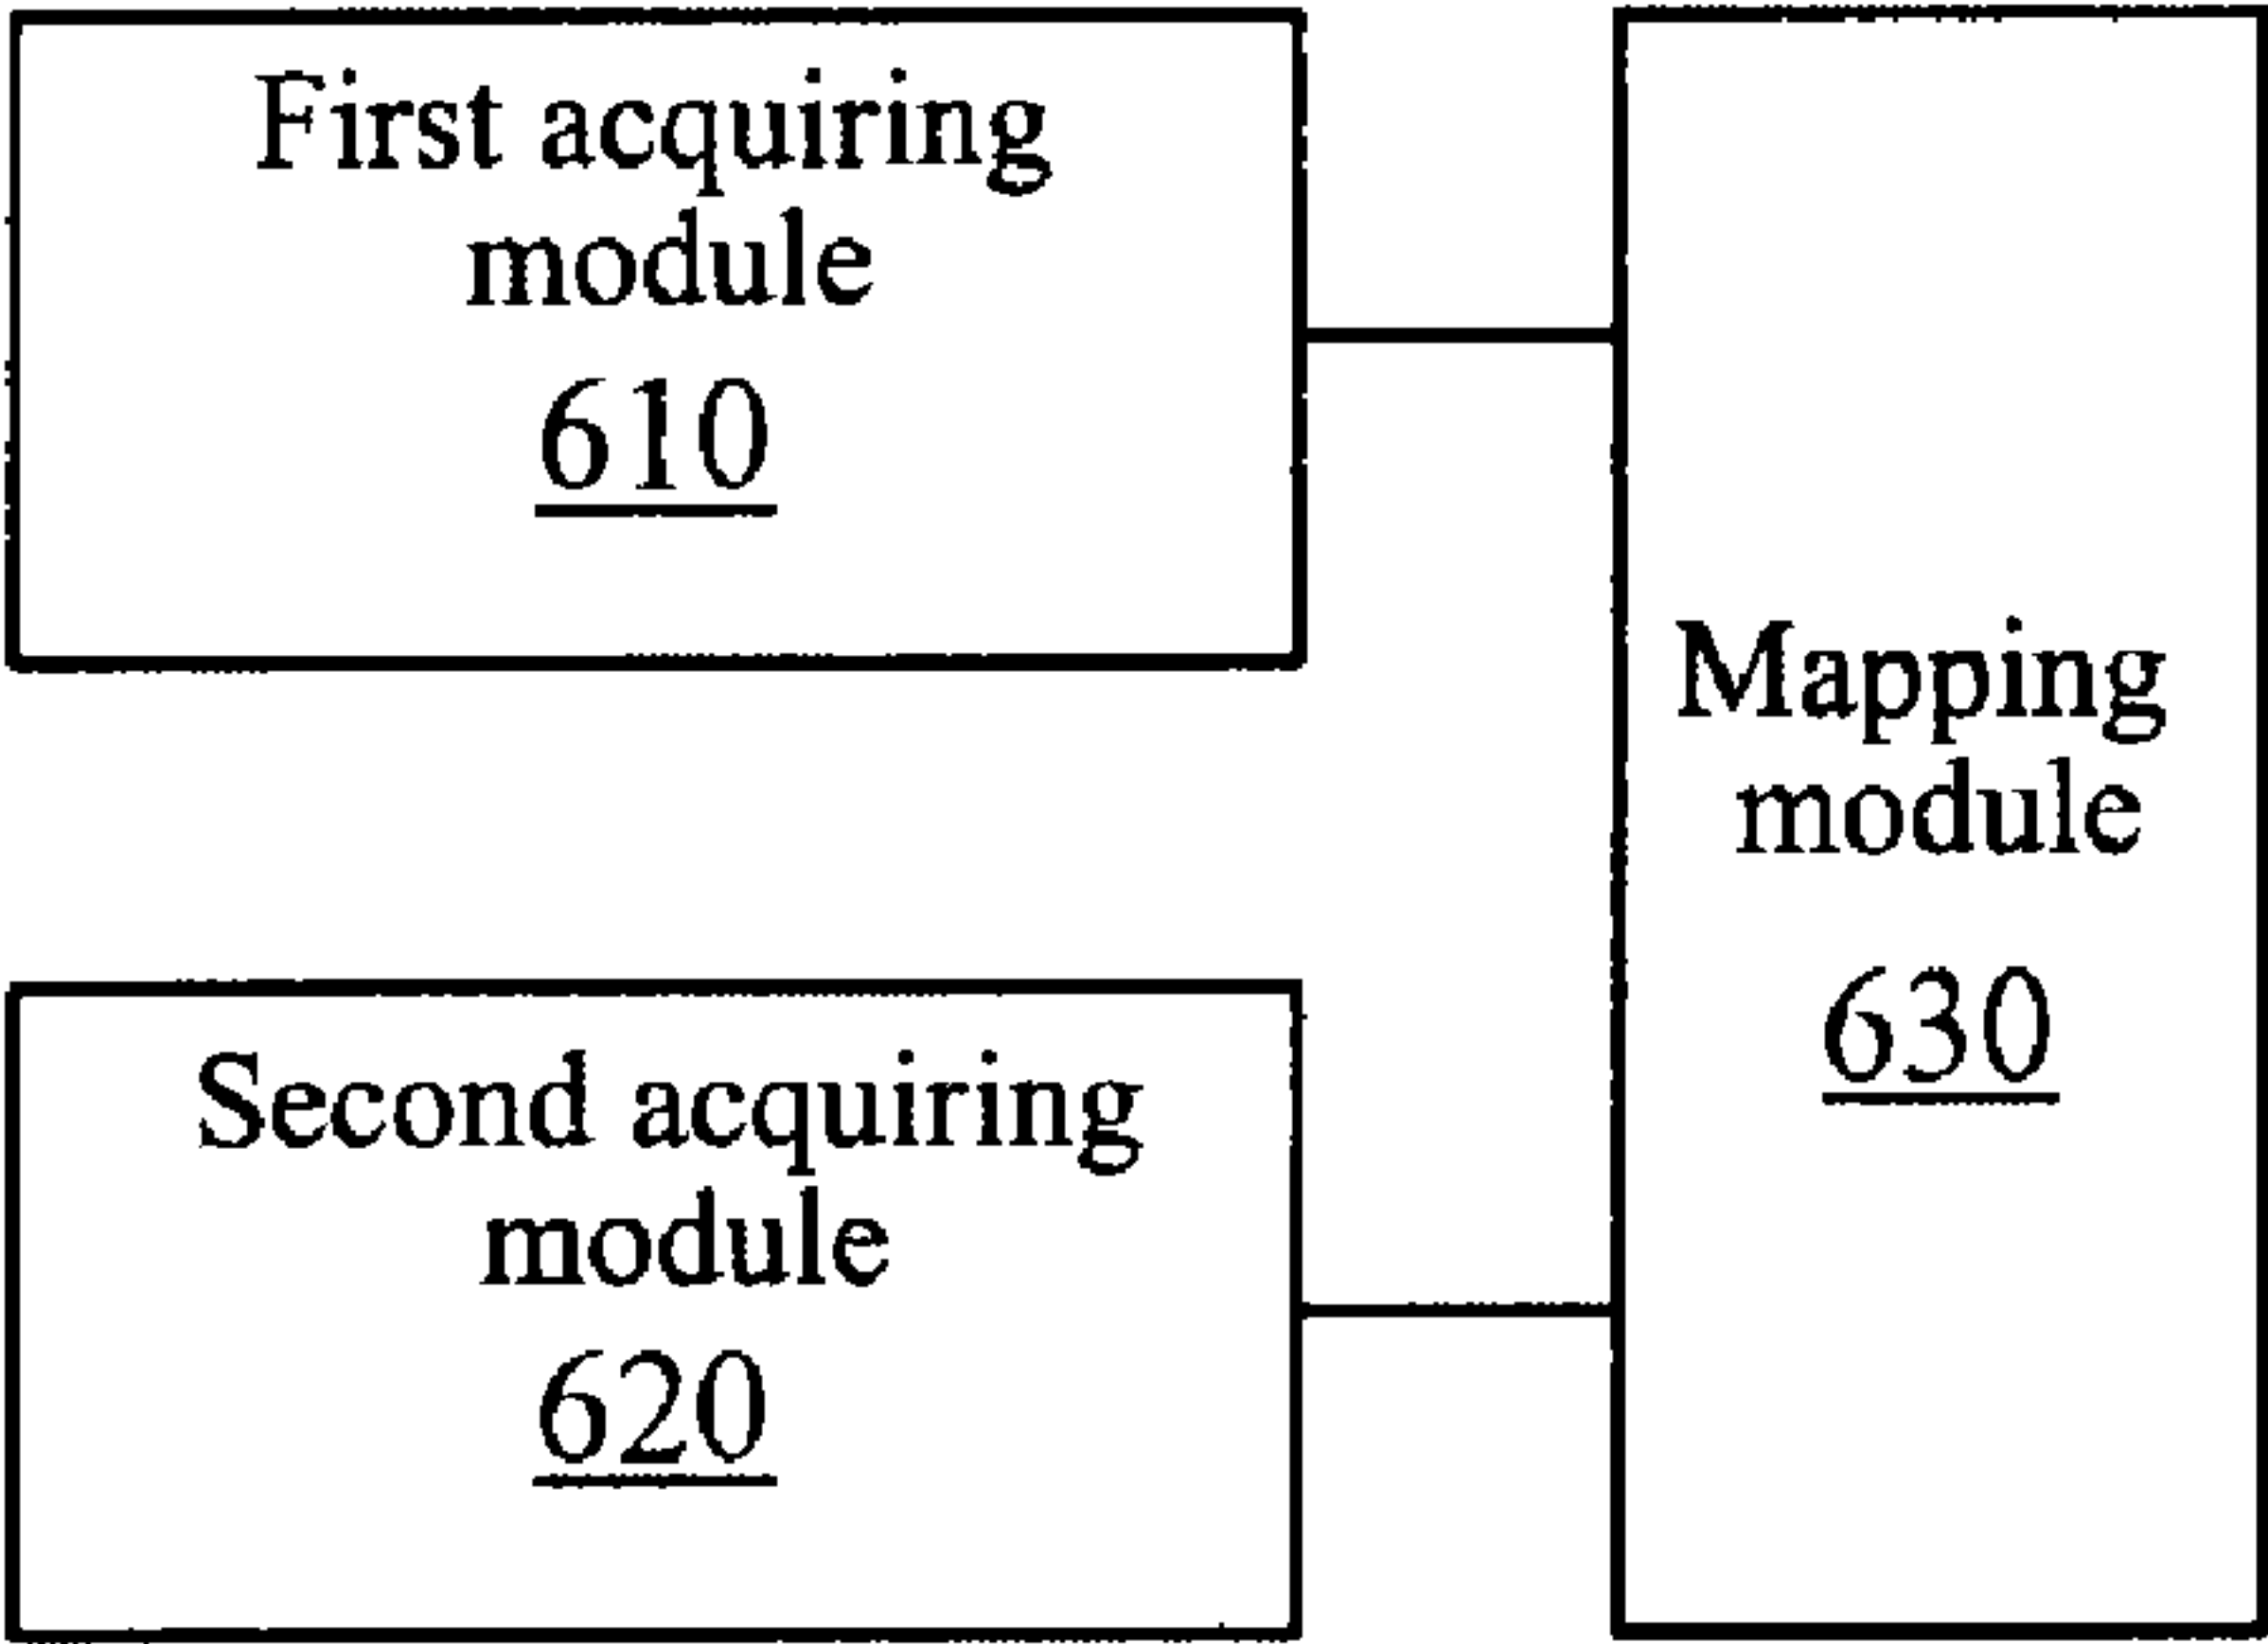 First acquiring
module
610
Second acquiring
module
620
Mapping
module
630